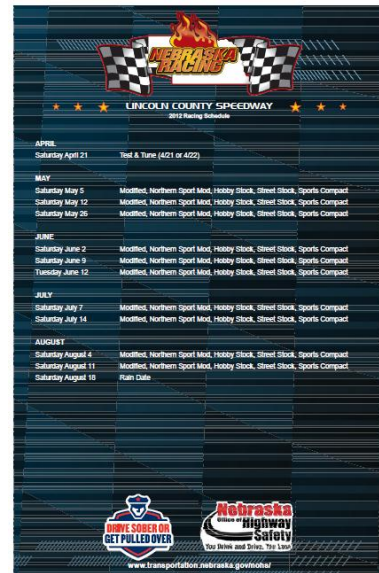 NEBRASKA
RACING
LINCOLN COUNTY SPEEDWAY
2012 Racing Schedule
APRIL
Saturday April 21 Test & Tune (4/21 or 4/22)
MAY
Saturday May 5 Modified, Northern Sport Mod, Hobby Stock, Street Stock, Sports Compact
Saturday May 12 Modified, Northern Sport Mod, Hobby Stock, Street Stock, Sports Compact
Saturday May 26 Modified, Northern Sport Mod, Hobby Stock, Street Stock, Sports Compact
JUNE
Saturday June 2 Modified, Northern Sport Mod, Hobby Stock, Street Stock, Sports Compact
Saturday June 9 Modified, Northern Sport Mod, Hobby Stock, Street Stock, Sports Compact
Tuesday June 12 Modified, Northern Sport Mod, Hobby Stock, Street Stock, Sports Compact
JULY
Saturday July 7 Modified, Northern Sport Mod, Hobby Stock, Street Stock, Sports Compact
Saturday July 14 Modified, Northern Sport Mod, Hobby Stock, Street Stock, Sports Compact
AUGUST
Saturday August 4 Modified, Northern Sport Mod, Hobby Stock, Street Stock, Sports Compact
Saturday August 11 Modified, Northern Sport Mod, Hobby Stock, Street Stock, Sports Compact
Saturday August 18 Rain Date
DRIVE SOBER OR
GET PULLED OVER
Nebraska
Office of Highway
Safety
You Drink and Drive. You Lose.
www.transportation.nebraska.gov/nohs/